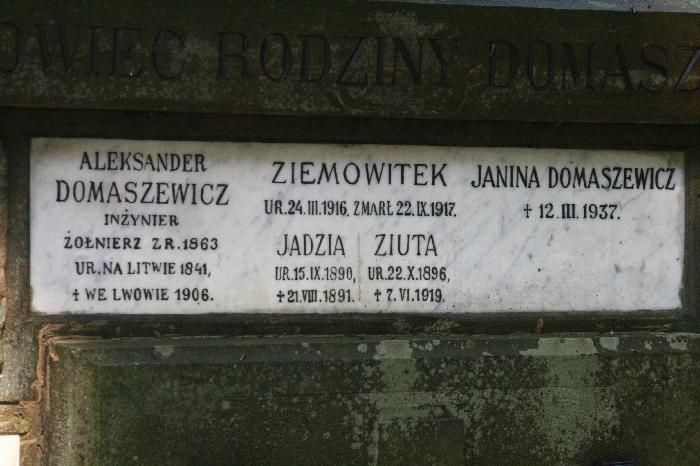 OWIEC RODZINY DOMASZ
ALEKSANDER
DOMASZEWICZ
INŻYNIER
ŻOŁNIERZ Z R. 1863
UR. NA LITWIE 1841,
✝ WE LWOWIE 1906.
ZIEMOWITEK
UR. 24. III. 1916. ZMARŁ 22. IX. 1917.
JADZIA
UR. 15. IX. 1890,
✝ 21. VIII. 1891.
ZIUTA
UR. 22. X. 1896,
✝ 7. VI. 1919.
JANINA DOMASZEWICZ
✝ 12. III. 1937.